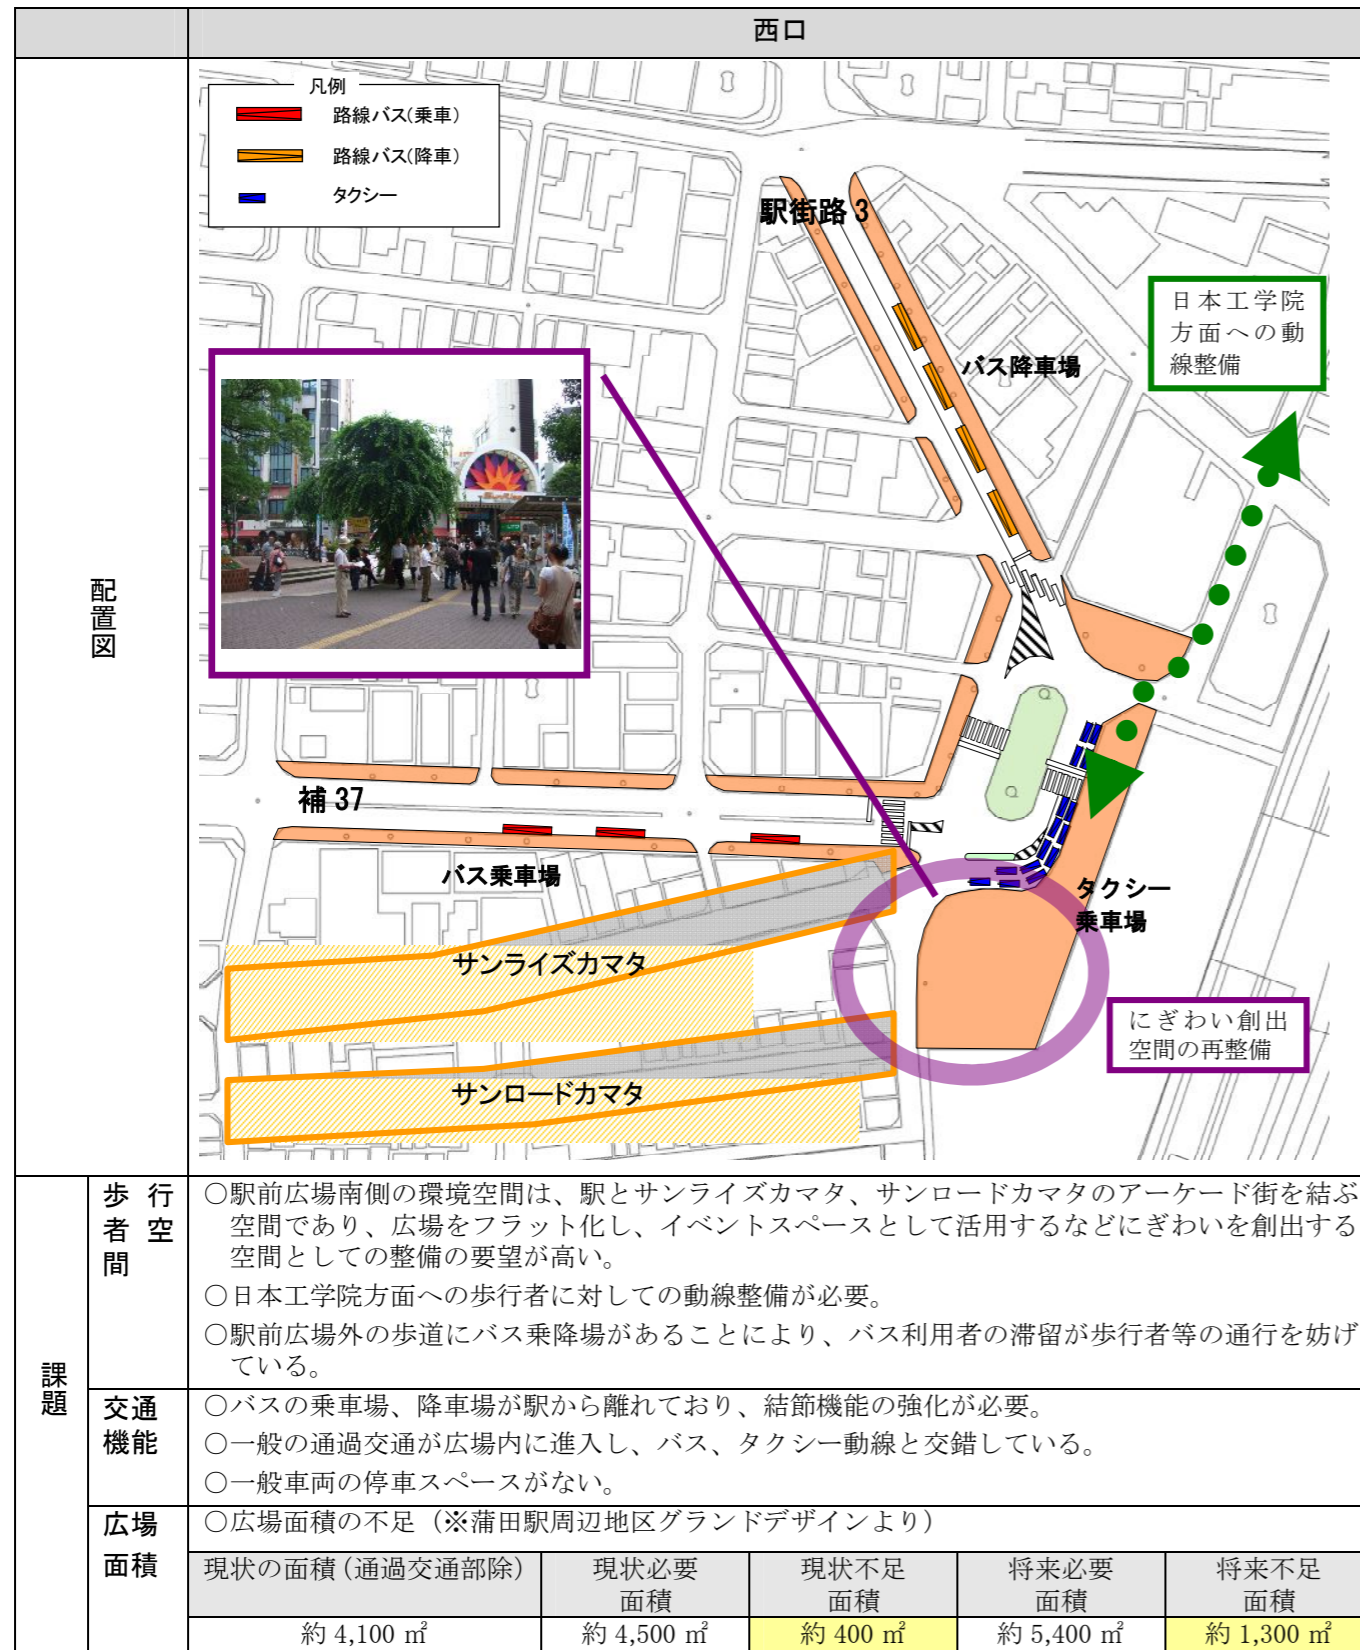 西口
配置図
凡例
路線バス(乗車)
路線バス(降車)
タクシー
駅街路 3
バス降車場
日本工学院
方面への動
線整備
補 37
バス乗車場
タクシー
乗車場
サンライズカマタ
サンロードカマタ
にぎわい創出
空間の再整備
課題
歩行
者空
間
○駅前広場南側の環境空間は、駅とサンライズカマタ、サンロードカマタのアーケード街を結ぶ
空間であり、広場をフラット化し、イベントスペースとして活用するなどにぎわいを創出する
空間としての整備の要望が高い。
○日本工学院方面への歩行者に対しての動線整備が必要。
○駅前広場外の歩道にバス乗降場があることにより、バス利用者の滞留が歩行者等の通行を妨げ
ている。
交通
機能
○バスの乗車場、降車場が駅から離れており、結節機能の強化が必要。
○一般の通過交通が広場内に進入し、バス、タクシー動線と交錯している。
○一般車両の停車スペースがない。
広場
面積
○広場面積の不足（※蒲田駅周辺地区グランドデザインより）
現状の面積(通過交通部除)
現状必要
面積
現状不足
面積
将来必要
面積
将来不足
面積
約 4,100 ㎡
約 4,500 ㎡
約 400 ㎡
約 5,400 ㎡
約 1,300 ㎡